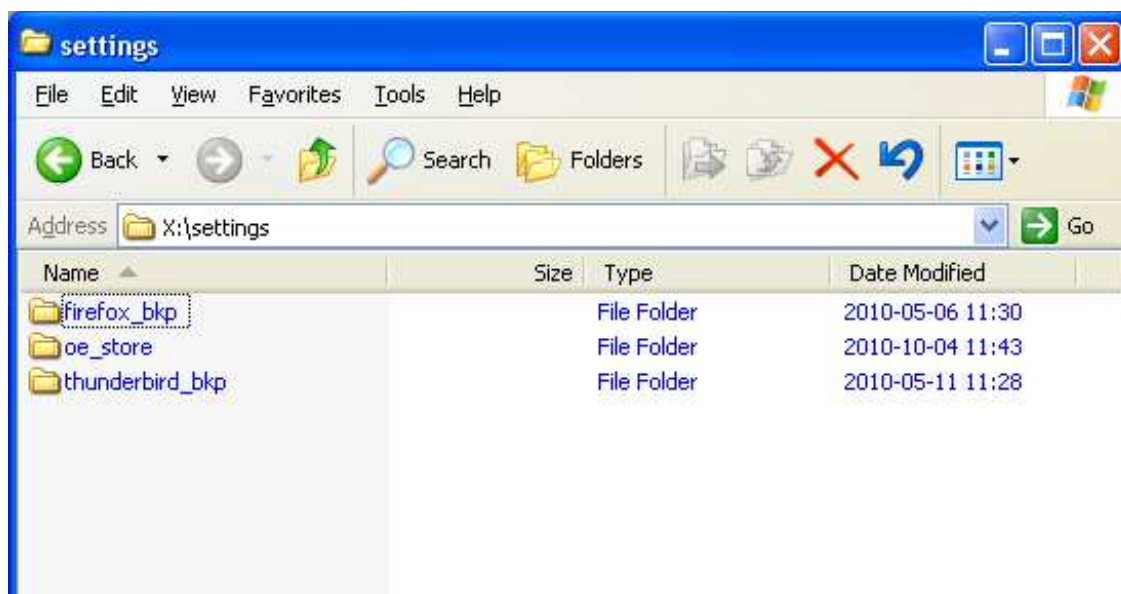 settings
File Edit View Favorites Tools Help
Back Search Folders
Address X:\settings Go
Name Size Type Date Modified
firefox_bkp File Folder 2010-05-06 11:30
oe_store File Folder 2010-10-04 11:43
thunderbird_bkp File Folder 2010-05-11 11:28